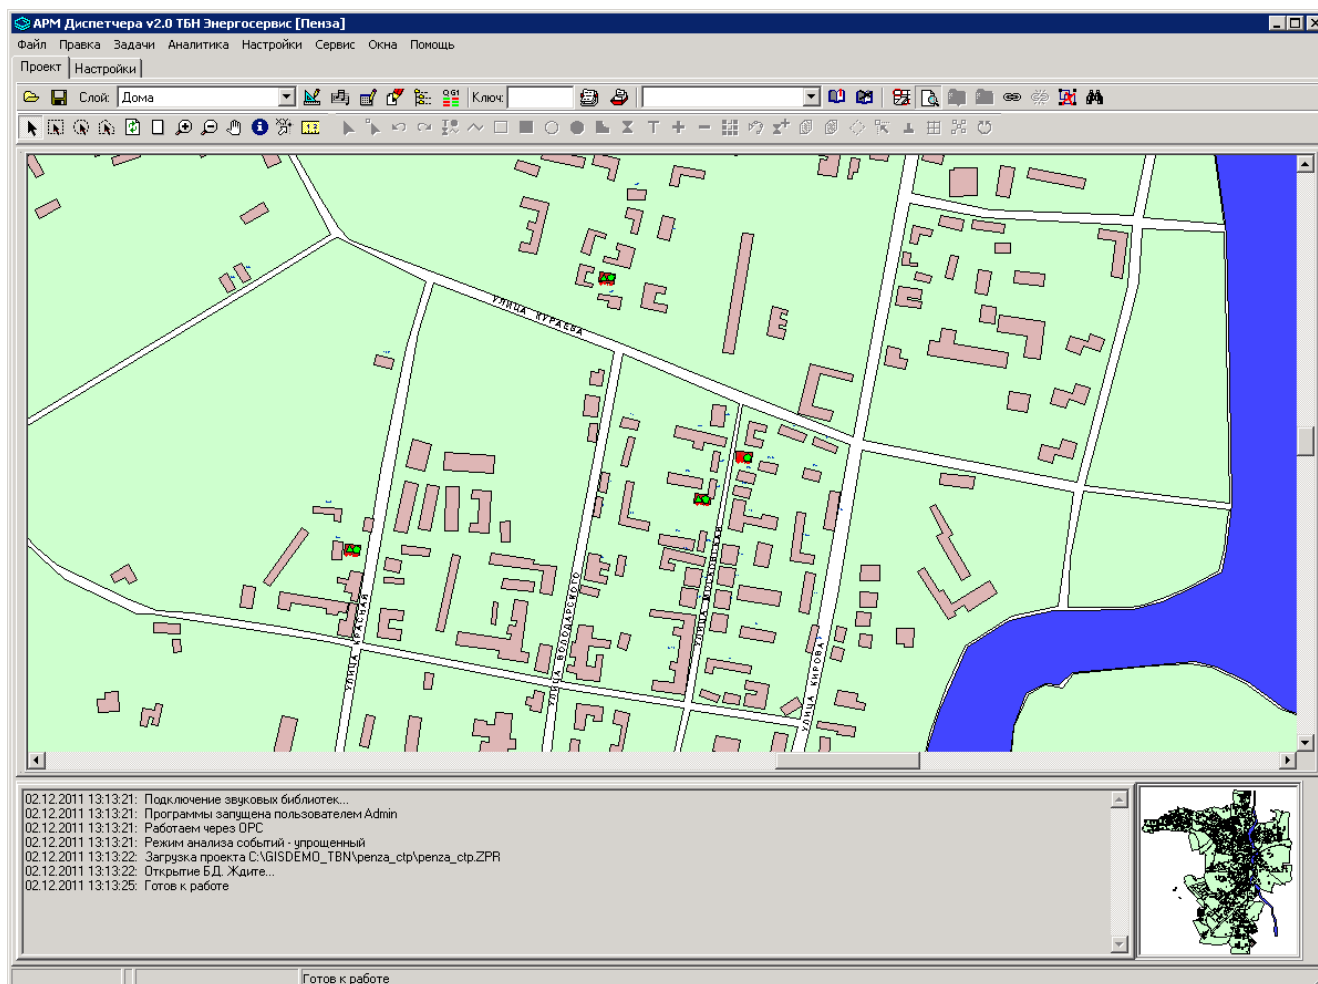 АРМ Диспетчера v2.0 ТБН Энергосервис [Пенза]
Файл Правка Задачи Аналитика Настройки Сервис Окна Помощь
Проект Настройки
Слой: Дома Ключ:
УЛИЦА КУРАЕВА
УЛИЦА МОСКОВСКАЯ
УЛИЦА ВОЛОДАРСКОГО
УЛИЦА КРАСНАЯ
УЛИЦА КИРОВА
02.12.2011 13:13:21: Подключение звуковых библиотек...
02.12.2011 13:13:21: Программы запущена пользователем Admin
02.12.2011 13:13:21: Работаем через OPC
02.12.2011 13:13:21: Режим анализа событий - упрощенный
02.12.2011 13:13:22: Загрузка проекта C:\GISDEMO_TBN\penza_ctp\penza_ctp.ZPR
02.12.2011 13:13:22: Открытие БД. Ждите...
02.12.2011 13:13:25: Готов к работе
Готов к работе